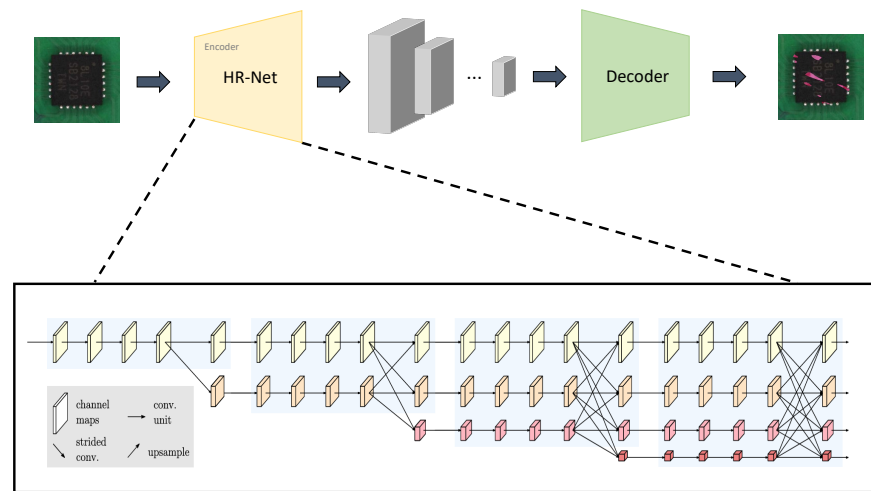 Encoder
HR-Net
...
Decoder
channel
maps
conv.
unit
strided
conv.
upsample